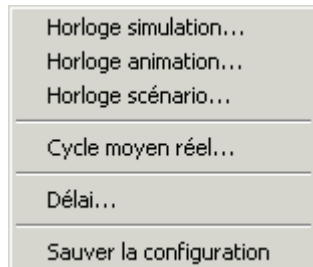 Horloge simulation...
Horloge animation...
Horloge scénario...
Cycle moyen réel...
Délai...
Sauver la configuration